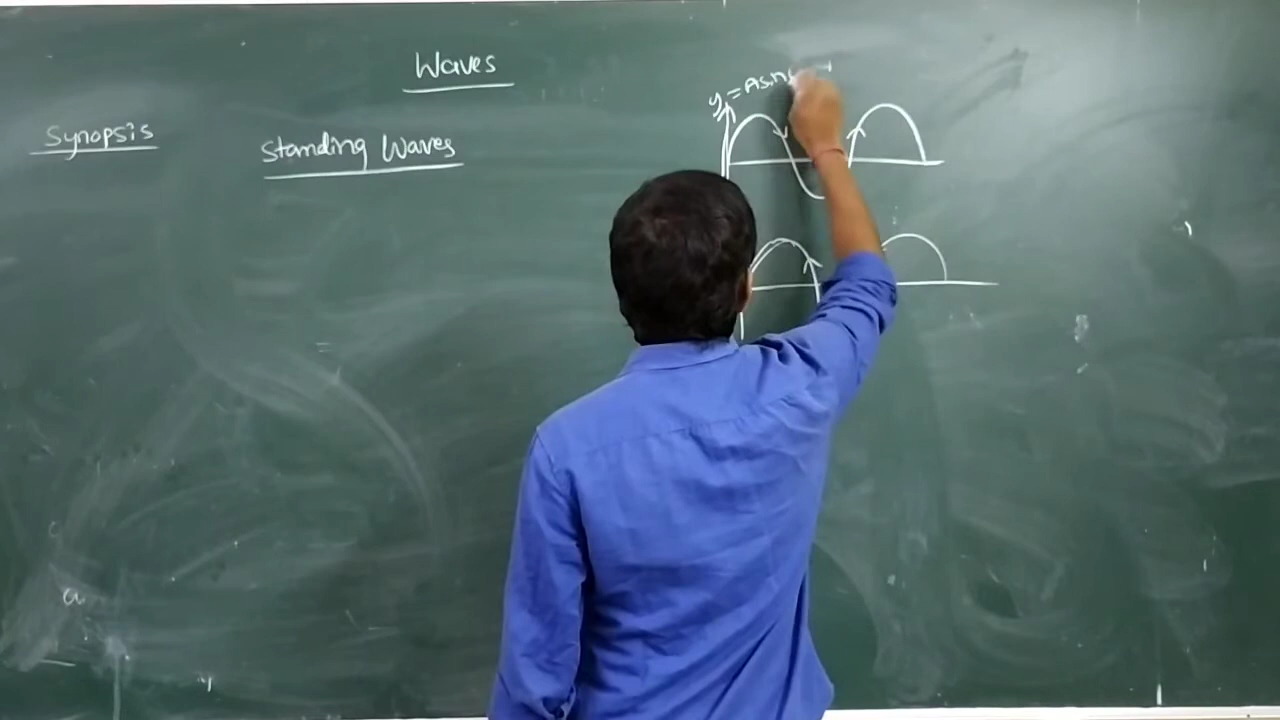 Waves
Synopsis
Standing Waves
y = Asin
a